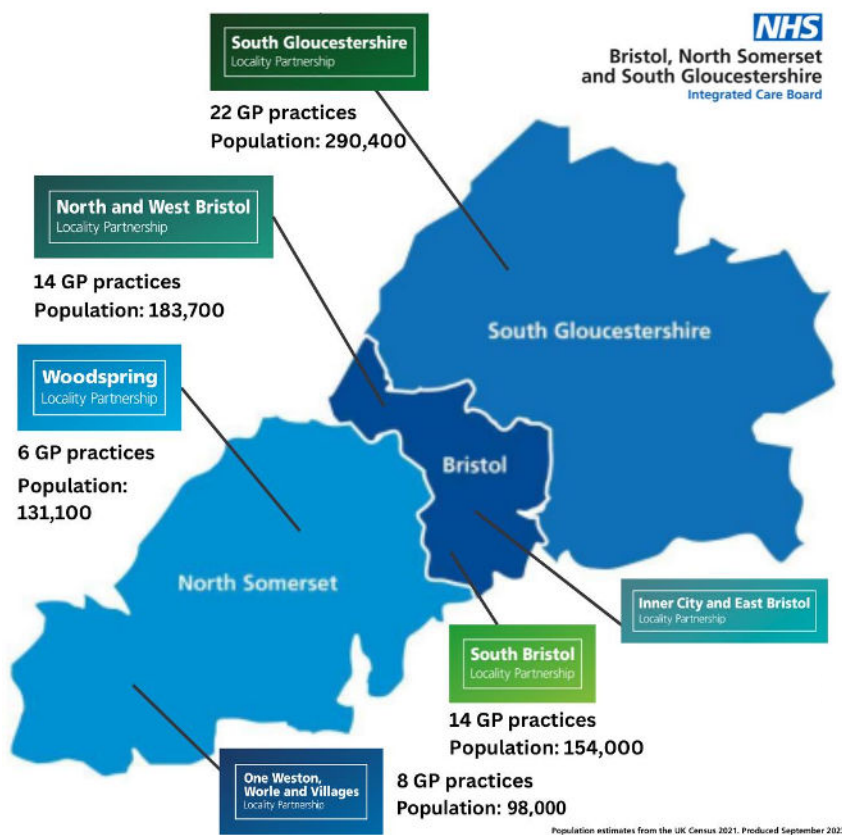 South Gloucestershire
Locality Partnership
NHS
Bristol, North Somerset
and South Gloucestershire
Integrated Care Board
22 GP practices
Population: 290,400
North and West Bristol
Locality Partnership
14 GP practices
Population: 183,700
South Gloucestershire
Woodspring
Locality Partnership
6 GP practices
Population:
131,100
Bristol
North Somerset
Inner City and East Bristol
Locality Partnership
South Bristol
Locality Partnership
14 GP practices
Population: 154,000
One Weston,
Worle and Villages
Locality Partnership
8 GP practices
Population: 98,000
Population estimates from the UK Census 2021. Produced September